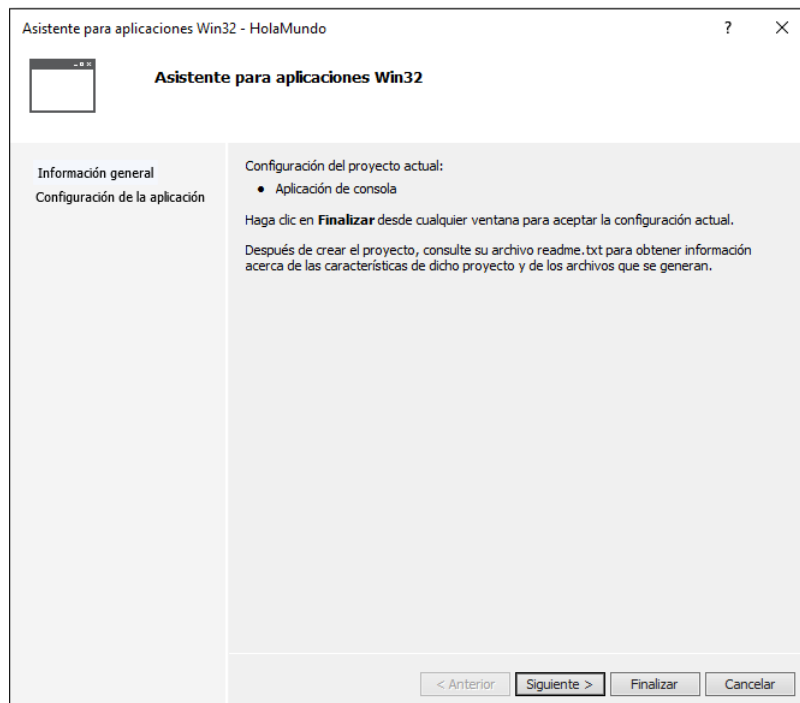 Asistente para aplicaciones Win32 - HolaMundo
?
Asistente para aplicaciones Win32
Información general
Configuración de la aplicación
Configuración del proyecto actual:
• Aplicación de consola
Haga clic en Finalizar desde cualquier ventana para aceptar la configuración actual.
Después de crear el proyecto, consulte su archivo readme.txt para obtener información
acerca de las características de dicho proyecto y de los archivos que se generan.
< Anterior
Siguiente >
Finalizar
Cancelar